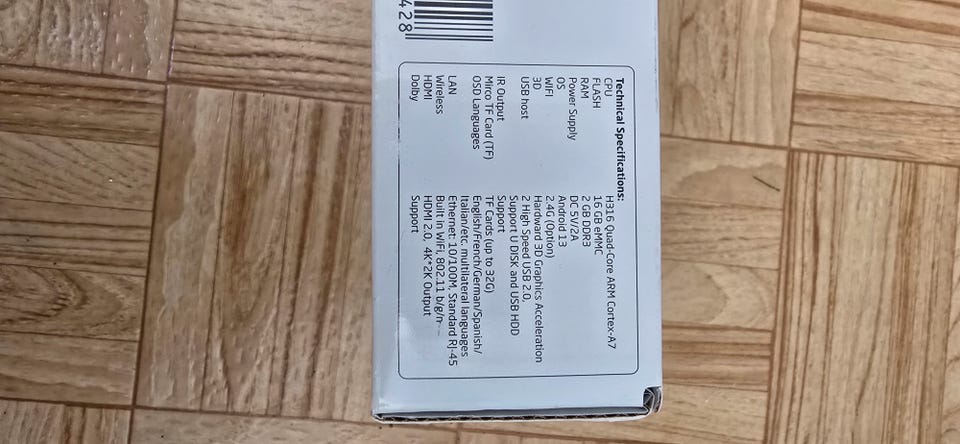 428
Technical Specifications:
CPU H316 Quad-Core ARM Cortex-A7
FLASH 16 GB eMMC
RAM 2 GB DDR3
Power Supply DC 5V/2A
OS Android 13
WIFI 2.4G (Option)
3D Hardware 3D Graphics Acceleration
USB host 2 High Speed USB 2.0,
Support U DISK and USB HDD
IR Output Support
Mirco TF Card (TF) TF Cards (up to 32G)
OSD Languages English/French/German/Spanish/
Italian/etc. multilateral languages
LAN Ethernet: 10/100M, Standard RJ-45
Wireless Built in WiFi, 802.11 b/g/n
HDMI HDMI 2.0, 4K*2K Output
Dolby Support